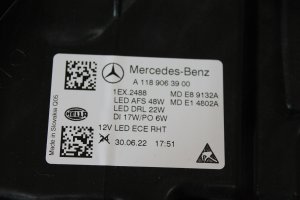 Mercedes-Benz
A 118 906 39 00
1EX.2488 MD E8 9132A
LED AFS 48W MD E1 4802A
LED DRL 22W
DI 17W/PO 6W
HELLA
12V LED ECE RHT
30.06.22 17:51
Made in Slovakia Q05